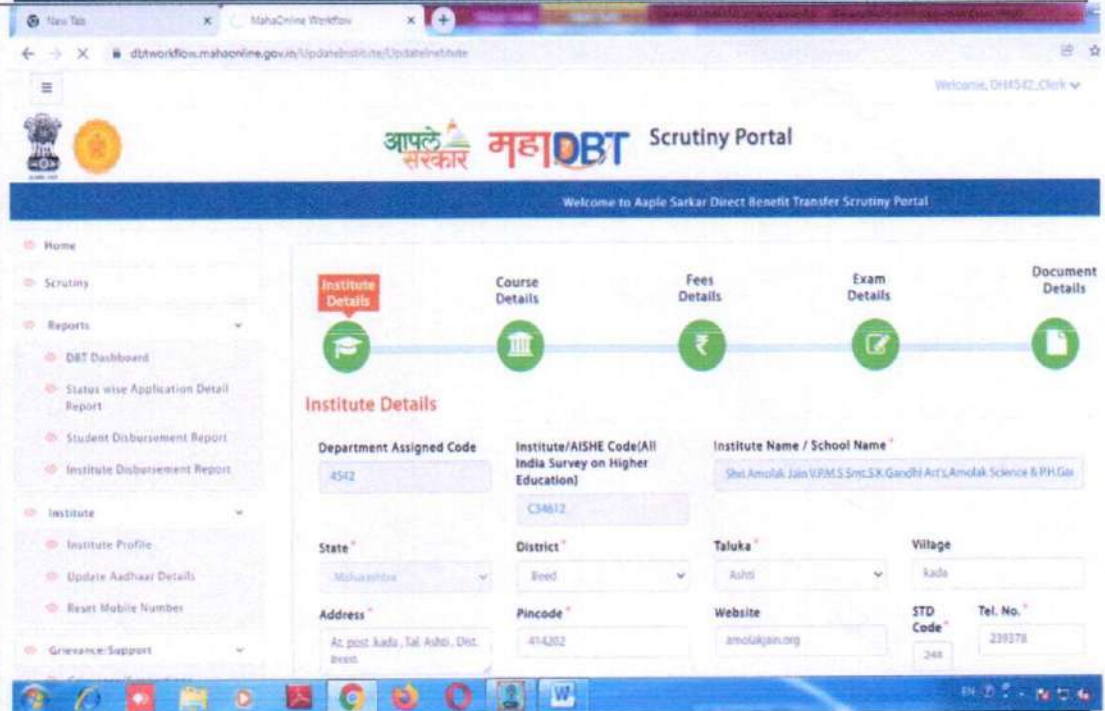 New Tab
MahaOnline Workflow
dbtworkflow.mahaonline.gov.in/UpdateInstitute/UpdateInstitute
Welcome, DH4542_Clerk
आपले सरकार महाDBT Scrutiny Portal
Welcome to Aaple Sarkar Direct Benefit Transfer Scrutiny Portal
Home
Scrutiny
Reports
DBT Dashboard
Status wise Application Detail
Report
Student Disbursement Report
Institute Disbursement Report
Institute
Institute Profile
Update Aadhaar Details
Reset Mobile Number
Grievance/Support
Institute
Details
Course
Details
Fees
Details
Exam
Details
Document
Details
Institute Details
Department Assigned Code
4542
Institute/AISHE Code(All
India Survey on Higher
Education)
C34612
Institute Name / School Name*
Shri Amolak Jain V.P.M.S Smt.S.K Gandhi Art's,Amolak Science & P.H.Gan
State*
Maharashtra
District*
Beed
Taluka*
Ashti
Village
kada
Address*
At. post .kada , Tal. Ashti , Dist.
Beed.
Pincode*
414202
Website
amolakjain.org
STD
Code*
Tel. No.*
239378
EN